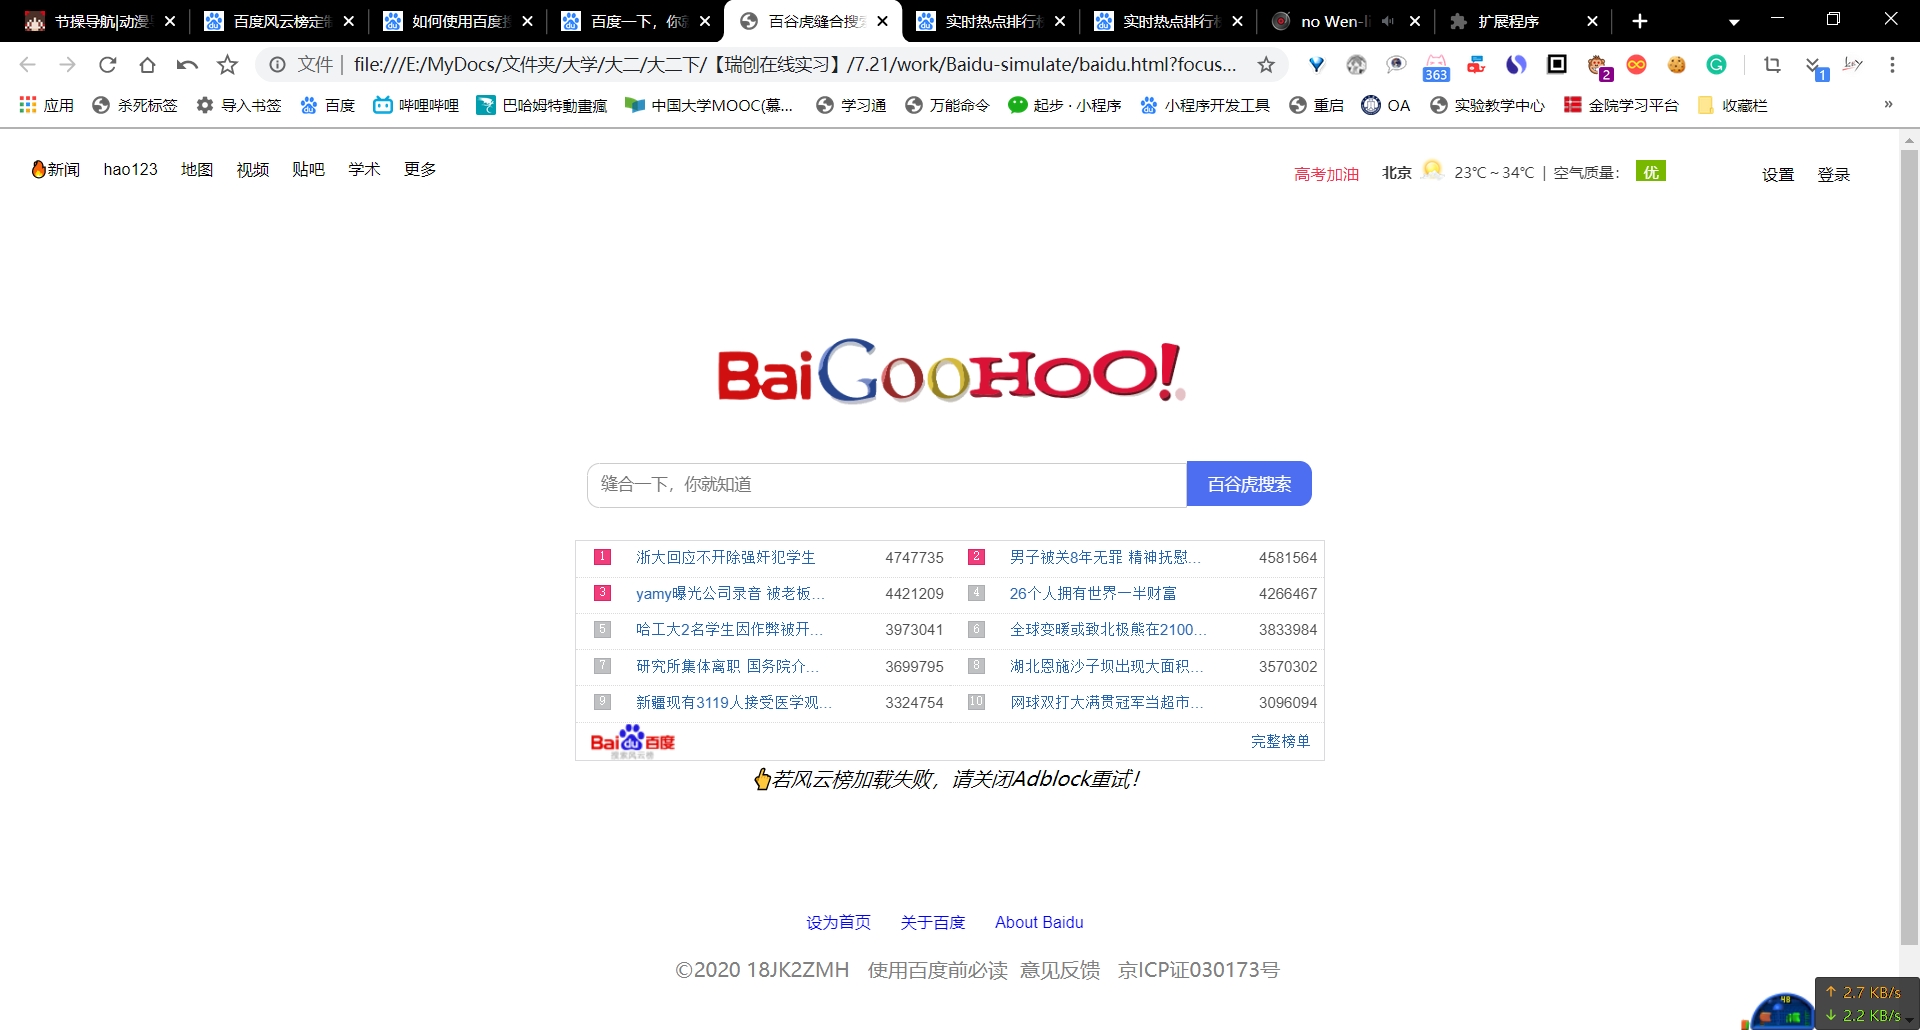 节操导航|动漫 百度风云榜定制 如何使用百度搜 百度一下，你就 百谷虎缝合搜索 实时热点排行榜 实时热点排行榜 no Wen-li 扩展程序
文件 | file:///E:/MyDocs/文件夹/大学/大二/大二下/【瑞创在线实习】/7.21/work/Baidu-simulate/baidu.html?focus...
363 2 1
应用 杀死标签 导入书签 百度 哔哩哔哩 巴哈姆特動畫瘋 中国大学MOOC(慕... 学习通 万能命令 起步 · 小程序 小程序开发工具 重启 OA 实验教学中心 金院学习平台 收藏栏 »
🔥新闻 hao123 地图 视频 贴吧 学术 更多
高考加油 北京 23℃～34℃ | 空气质量： 优 设置 登录
BaiGooHoo!
缝合一下，你就知道 百谷虎搜索
1 浙大回应不开除强奸犯学生 4747735 2 男子被关8年无罪 精神抚慰... 4581564
3 yamy曝光公司录音 被老板... 4421209 4 26个人拥有世界一半财富 4266467
5 哈工大2名学生因作弊被开... 3973041 6 全球变暖或致北极熊在2100... 3833984
7 研究所集体离职 国务院介... 3699795 8 湖北恩施沙子坝出现大面积... 3570302
9 新疆现有3119人接受医学观... 3324754 10 网球双打大满贯冠军当超市... 3096094
Bai du 百度 搜索风云榜 完整榜单
👆若风云榜加载失败，请关闭Adblock重试！
设为首页 关于百度 About Baidu
©2020 18JK2ZMH 使用百度前必读 意见反馈 京ICP证030173号
48
↑ 2.7 KB/s
↓ 2.2 KB/s